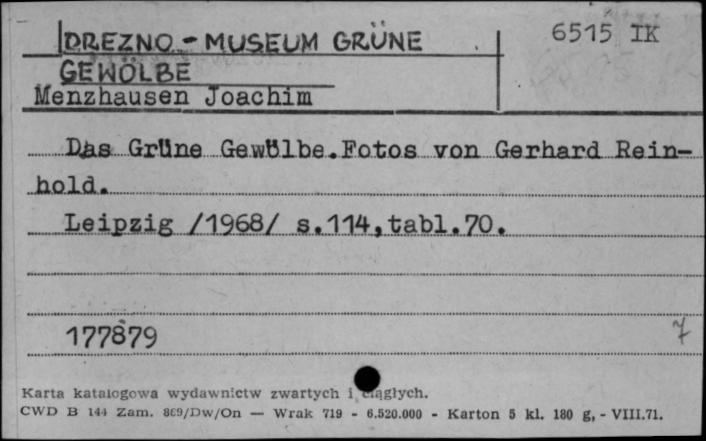 DREZNO - MUSEUM GRÜNE
6515 IK
GEWÖLBE
Menzhausen Joachim
Das Grüne Gewölbe.Fotos von Gerhard Rein-
hold.
Leipzig /1968/ s.114,tabl.70.
177879
7
Karta katalogowa wydawnictw zwartych i ciągłych.
CWD B 144 Zam. 869/Dw/On — Wrak 719 - 6.520.000 - Karton 5 kl. 180 g, - VIII.71.